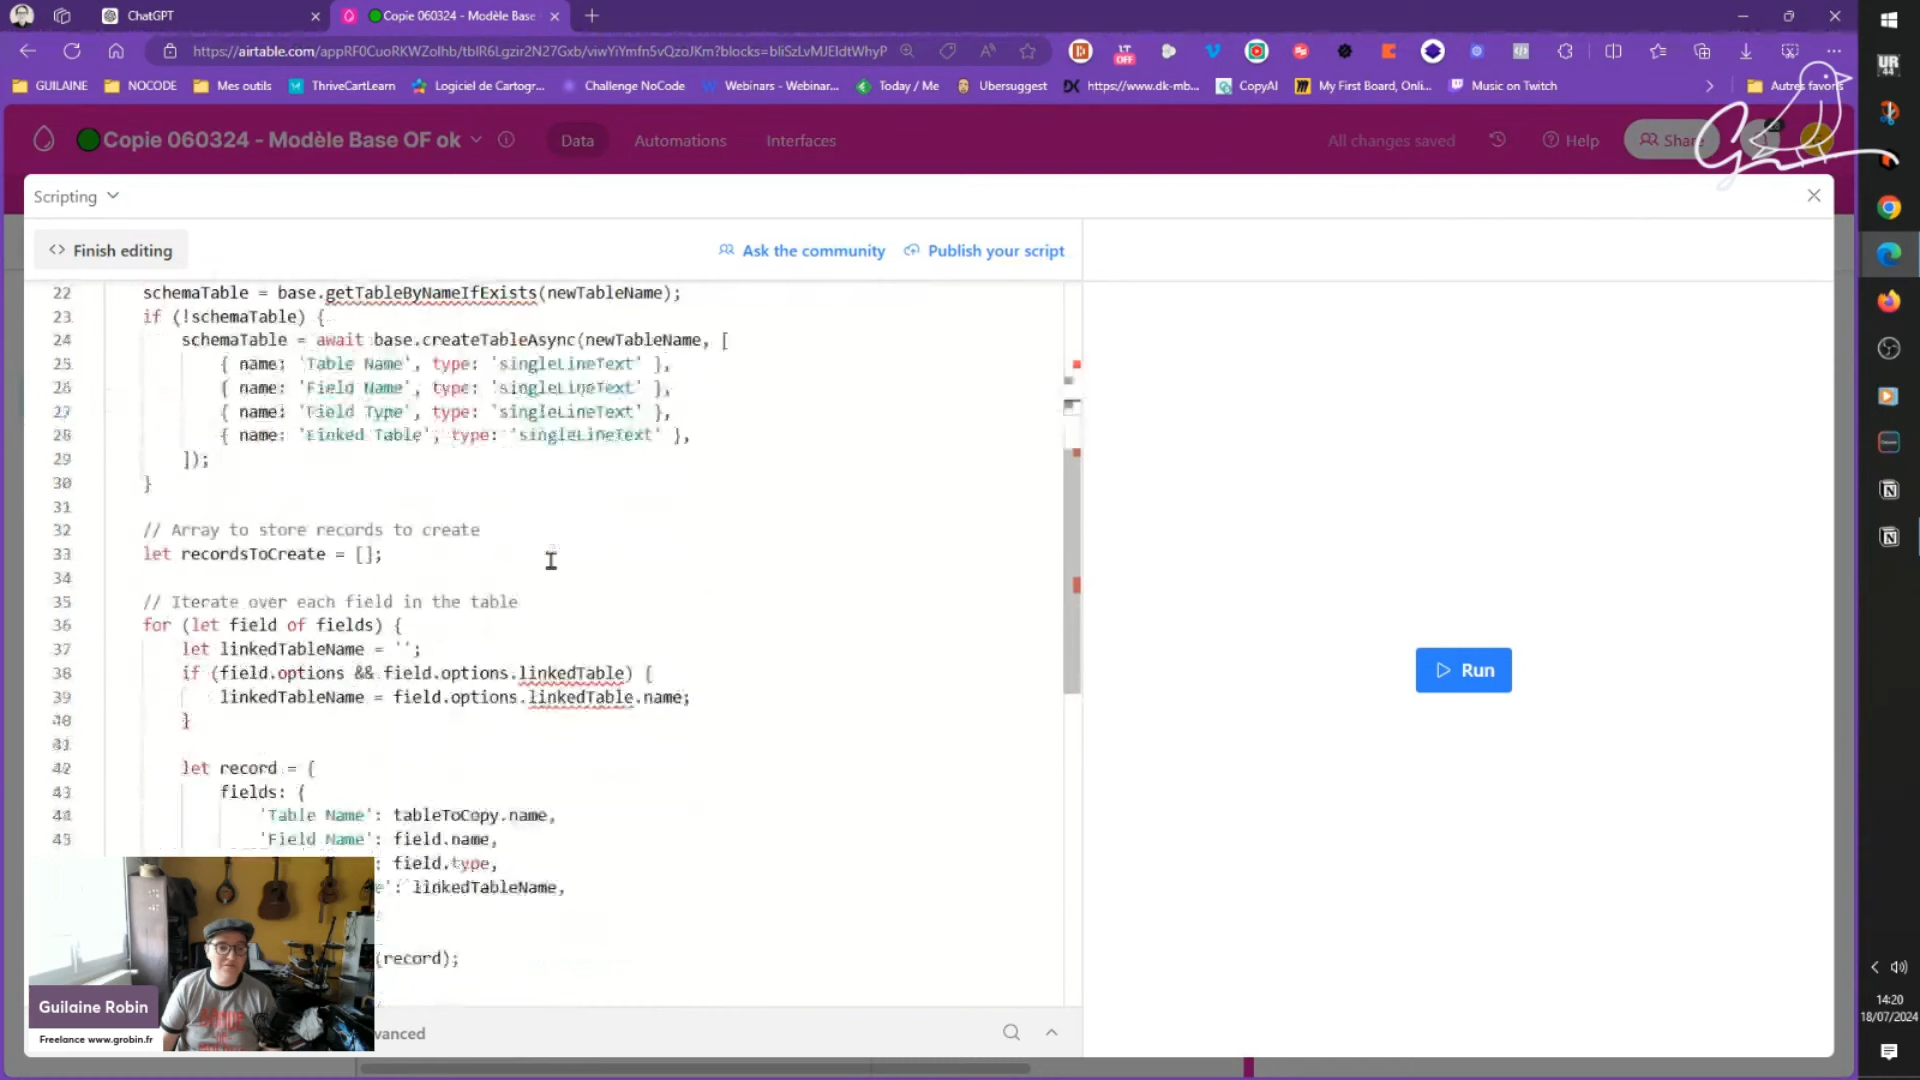 ChatGPT
Copie 060324 - Modèle Base
https://airtable.com/appRF0CuoRKWZolhb/tblR6Lgzir2N27Gxb/viwYiYmfn5vQzoJKm?blocks=bliSzLvMJEIdtWhyP
OFF
GUILAINE
NOCODE
Mes outils
ThriveCartLearn
Logiciel de Cartogr...
Challenge NoCode
Webinars - Webinar...
Today / Me
Ubersuggest
https://www.dk-mb...
CopyAI
My First Board, Onli...
Music on Twitch
Autres favoris
Copie 060324 - Modèle Base OF ok
Data
Automations
Interfaces
All changes saved
Help
Share
Scripting
Finish editing
Ask the community
Publish your script
22 schemaTable = base.getTableByNameIfExists(newTableName);
23 if (!schemaTable) {
24 schemaTable = await base.createTableAsync(newTableName, [
25 { name: 'Table Name', type: 'singleLineText' },
26 { name: 'Field Name', type: 'singleLineText' },
27 { name: 'Field Type', type: 'singleLineText' },
28 { name: 'Linked Table', type: 'singleLineText' },
29 ]);
30 }
31
32 // Array to store records to create
33 let recordsToCreate = [];
34
35 // Iterate over each field in the table
36 for (let field of fields) {
37 let linkedTableName = '';
38 if (field.options && field.options.linkedTable) {
39 linkedTableName = field.options.linkedTable.name;
40 }
41
42 let record = {
43 fields: {
44 'Table Name': tableToCopy.name,
45 'Field Name': field.name,
: field.type,
e': linkedTableName,
(record);
Run
vanced
Guilaine Robin
Freelance www.grobin.fr
UR
44
14:20
18/07/2024